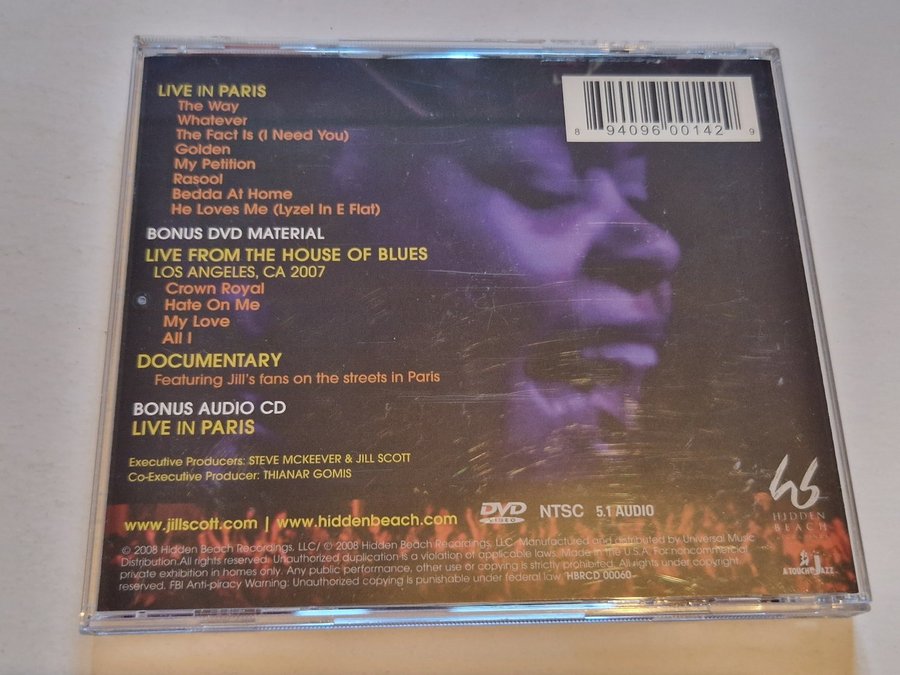 LIVE IN PARIS
The Way
Whatever
The Fact Is (I Need You)
Golden
My Petition
Rasool
Bedda At Home
He Loves Me (Lyzel In E Flat)
BONUS DVD MATERIAL
LIVE FROM THE HOUSE OF BLUES
LOS ANGELES, CA 2007
Crown Royal
Hate On Me
My Love
All I
DOCUMENTARY
Featuring Jill's fans on the streets in Paris
BONUS AUDIO CD
LIVE IN PARIS
Executive Producers: STEVE MCKEEVER & JILL SCOTT
Co-Executive Producer: THIANAR GOMIS
www.jillscott.com | www.hiddenbeach.com
DVD VIDEO NTSC 5.1 AUDIO
℗ 2008 Hidden Beach Recordings, LLC/ © 2008 Hidden Beach Recordings, LLC. Manufactured and distributed by Universal Music
Distribution.All rights reserved. Unauthorized duplication is a violation of applicable laws. Made in the U.S.A. For noncommercial
private exhibition in homes only. Any public performance, other use or copying is strictly prohibited. All rights under copyright
reserved. FBI Anti-piracy Warning: Unauthorized copying is punishable under federal law. HBRCD 00060
8 94096 00142 9
hb
HIDDEN
BEACH
A TOUCH JAZZ